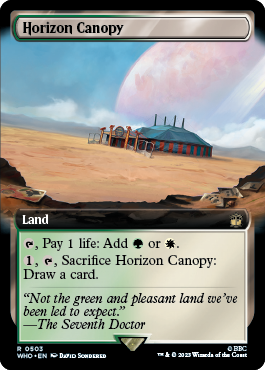 Horizon Canopy
Land
, Pay 1 life: Add or .
1, , Sacrifice Horizon Canopy:
Draw a card.
“Not the green and pleasant land we’ve
been led to expect.”
—The Seventh Doctor
R 0503
WHO • EN DAVID SONDERED
© BBC
™ & © 2023 Wizards of the Coast